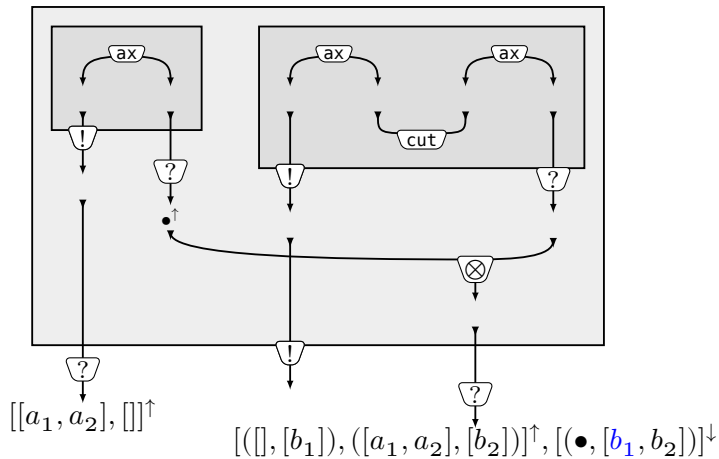 ax ax ax
cut
!
? ! ?
•↑
⊗
? !
?
[[a₁, a₂], []]↑
[([], [b₁]), ([a₁, a₂], [b₂])]↑, [(•, [b₁, b₂])]↓